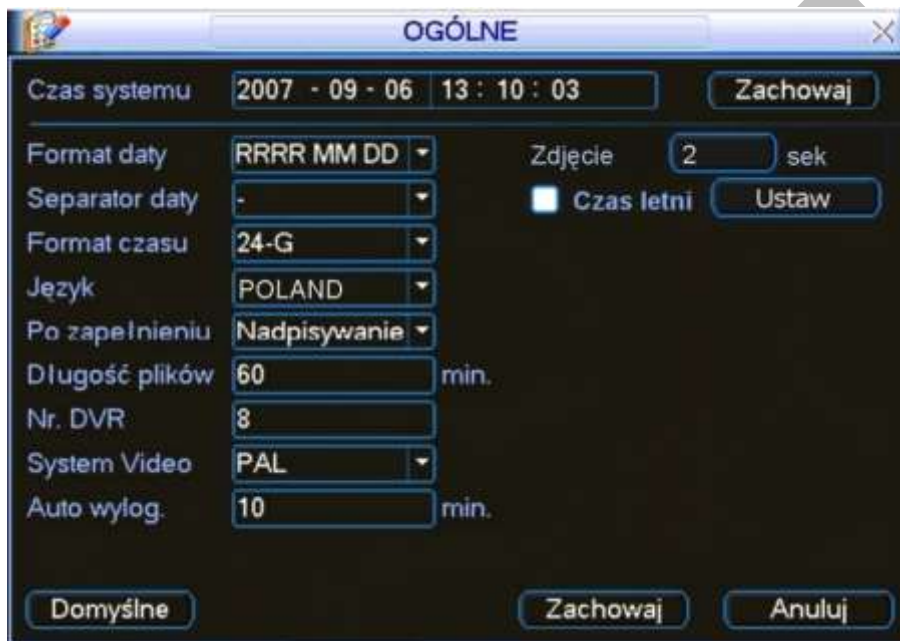 OGÓLNE
Czas systemu 2007 - 09 - 06 13 : 10 : 03 Zachowaj
Format daty RRRR MM DD Zdjęcie 2 sek
Separator daty - Czas letni Ustaw
Format czasu 24-G
Język POLAND
Po zapełnieniu Nadpisywanie
Długość plików 60 min.
Nr. DVR 8
System Video PAL
Auto wylog. 10 min.
Domyślne Zachowaj Anuluj